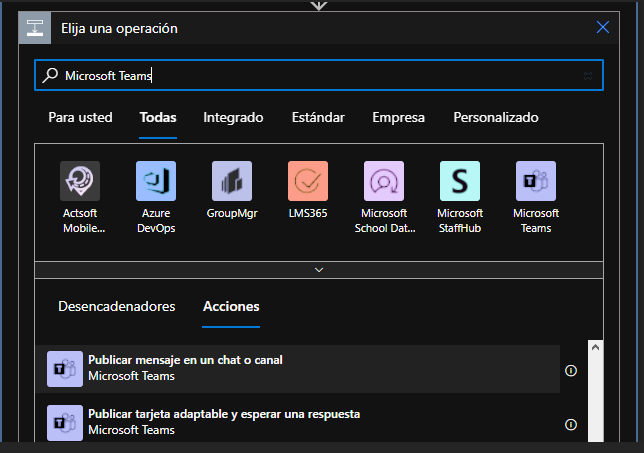 Elija una operación
Microsoft Teams
Para usted Todas Integrado Estándar Empresa Personalizado
Actsoft Mobile...
Azure DevOps
GroupMgr
LMS365
Microsoft School Dat...
Microsoft StaffHub
Microsoft Teams
Desencadenadores Acciones
Publicar mensaje en un chat o canal
Microsoft Teams
Publicar tarjeta adaptable y esperar una respuesta
Microsoft Teams